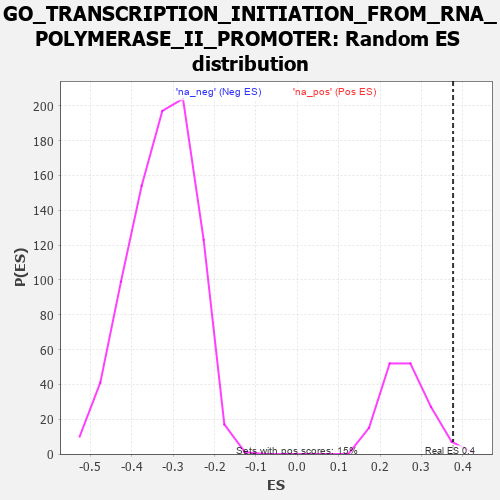 GO_TRANSCRIPTION_INITIATION_FROM_RNA_
POLYMERASE_II_PROMOTER: Random ES
distribution
'na_neg' (Neg ES) 'na_pos' (Pos ES)
200
180
160
140
120
100
80
60
40
20
0
P(ES)
Sets with pos scores: 15%
Real ES 0.4
-0.5 -0.4 -0.3 -0.2 -0.1 0.0 0.1 0.2 0.3 0.4
ES